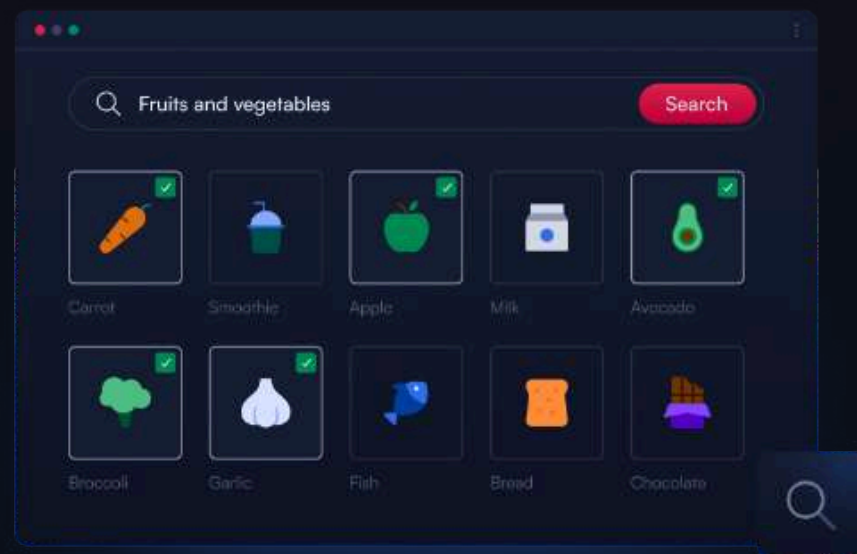 Fruits and vegetables
Search
Carrot
Smoothie
Apple
Milk
Avocado
Broccoli
Garlic
Fish
Bread
Chocolate